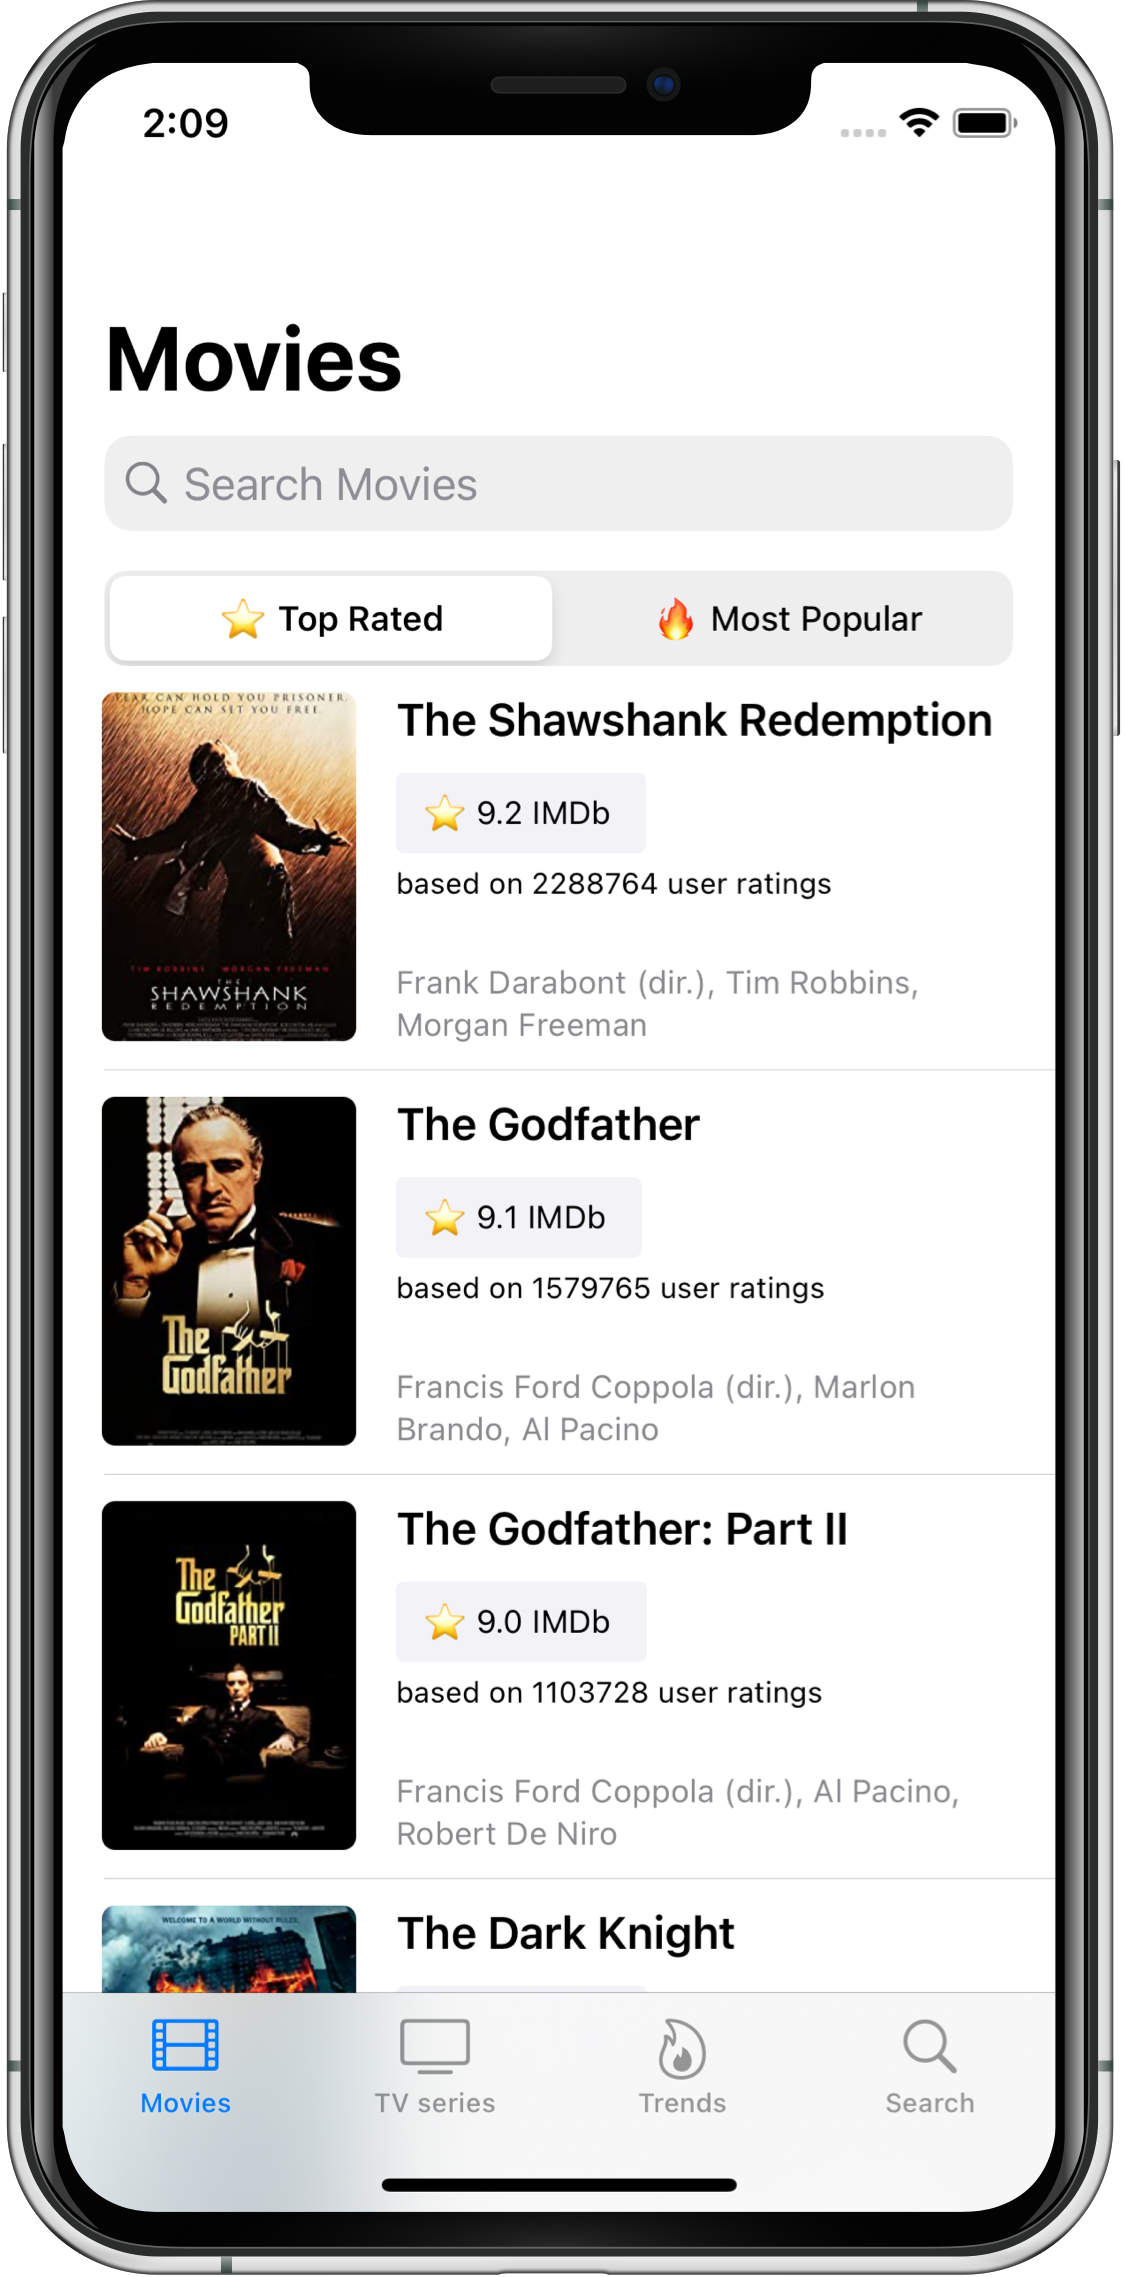 2:09
Movies
Search Movies
⭐ Top Rated
🔥 Most Popular
FEAR CAN HOLD YOU PRISONER.
HOPE CAN SET YOU FREE.
TIM ROBBINS MORGAN FREEMAN
THE
SHAWSHANK
REDEMPTION
The Shawshank Redemption
⭐ 9.2 IMDb
based on 2288764 user ratings
Frank Darabont (dir.), Tim Robbins,
Morgan Freeman
The
Godfather
The Godfather
⭐ 9.1 IMDb
based on 1579765 user ratings
Francis Ford Coppola (dir.), Marlon
Brando, Al Pacino
The
Godfather
PART II
The Godfather: Part II
⭐ 9.0 IMDb
based on 1103728 user ratings
Francis Ford Coppola (dir.), Al Pacino,
Robert De Niro
WELCOME TO A WORLD WITHOUT RULES.
The Dark Knight
Movies
TV series
Trends
Search